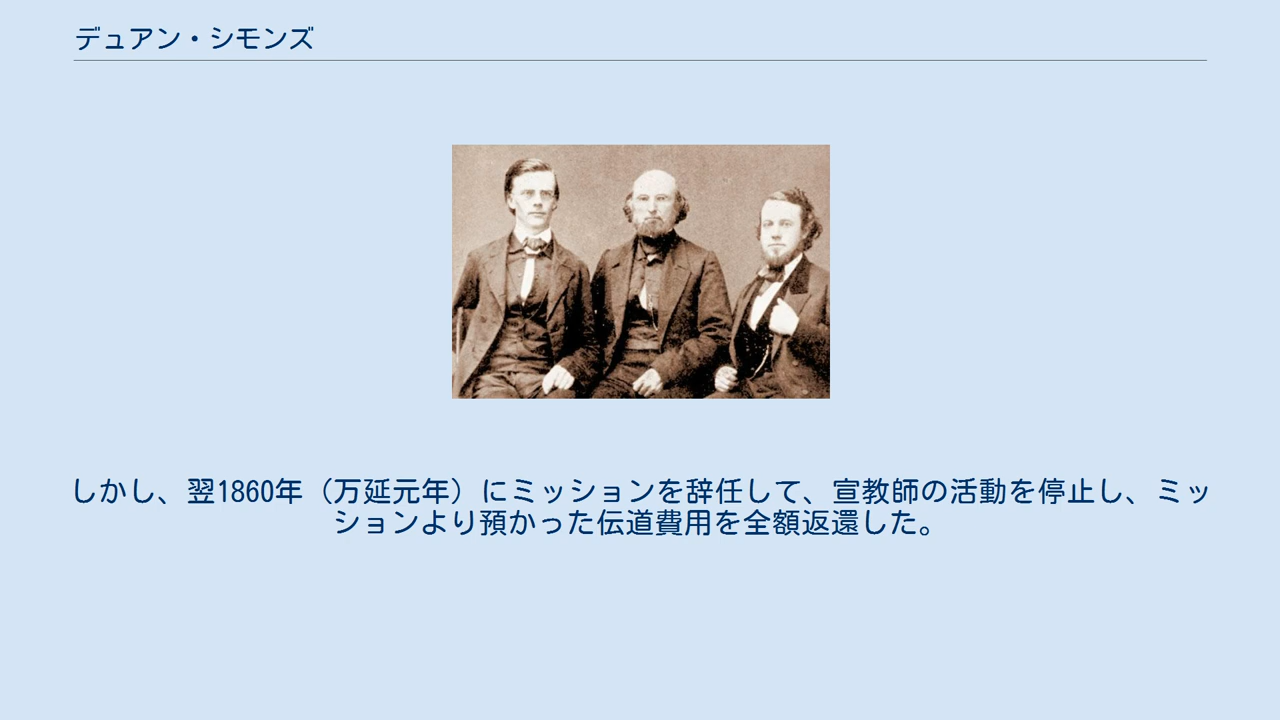 デュアン・シモンズ
しかし、翌1860年（万延元年）にミッションを辞任して、宣教師の活動を停止し、ミッ
ションより預かった伝道費用を全額返還した。